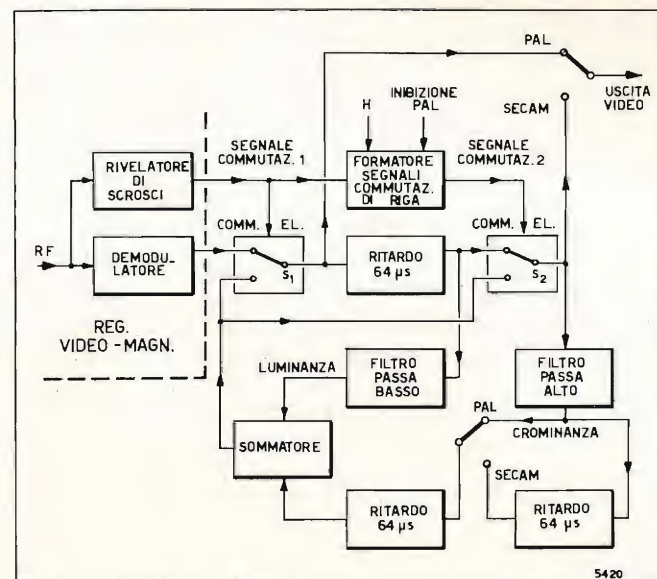 PAL
USCITA
VIDEO
SECAM
H
INIBIZIONE
PAL
SEGNALE
COMMUTAZ. 1
SEGNALE
COMMUTAZ. 2
RIVELATORE
DI
SCROSCI
FORMATORE
SEGNALI
COMMUTAZ.
DI RIGA
RF
COMM. EL.
COMM. EL.
DEMODU-
LATORE
S1
RITARDO
64 µs
S2
REG.
VIDEO - MAGN.
LUMINANZA
FILTRO
PASSA
BASSO
FILTRO
PASSA
ALTO
PAL
CROMINANZA
SOMMATORE
SECAM
RITARDO
64 µs
RITARDO
64 µs
5420